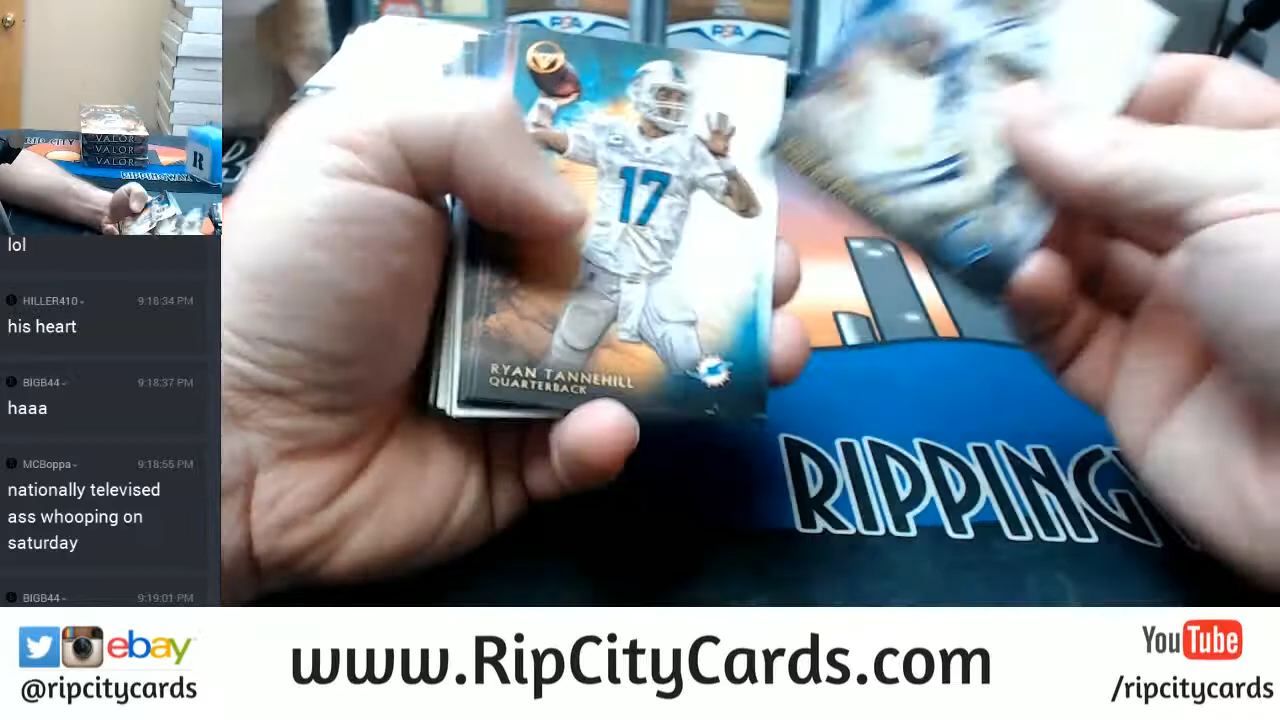 PSA
PSA
VALOR
VALOR
RIPPINGW
17
RYAN TANNEHILL
QUARTERBACK
RIPPING
lol
HILLER410
9:18:34 PM
his heart
BIGB44
9:18:37 PM
haaa
MCBoppa
9:18:55 PM
nationally televised
ass whooping on
saturday
BIGB44
9:19:01 PM
ebay
@ripcitycards
www.RipCityCards.com
YouTube
/ripcitycards